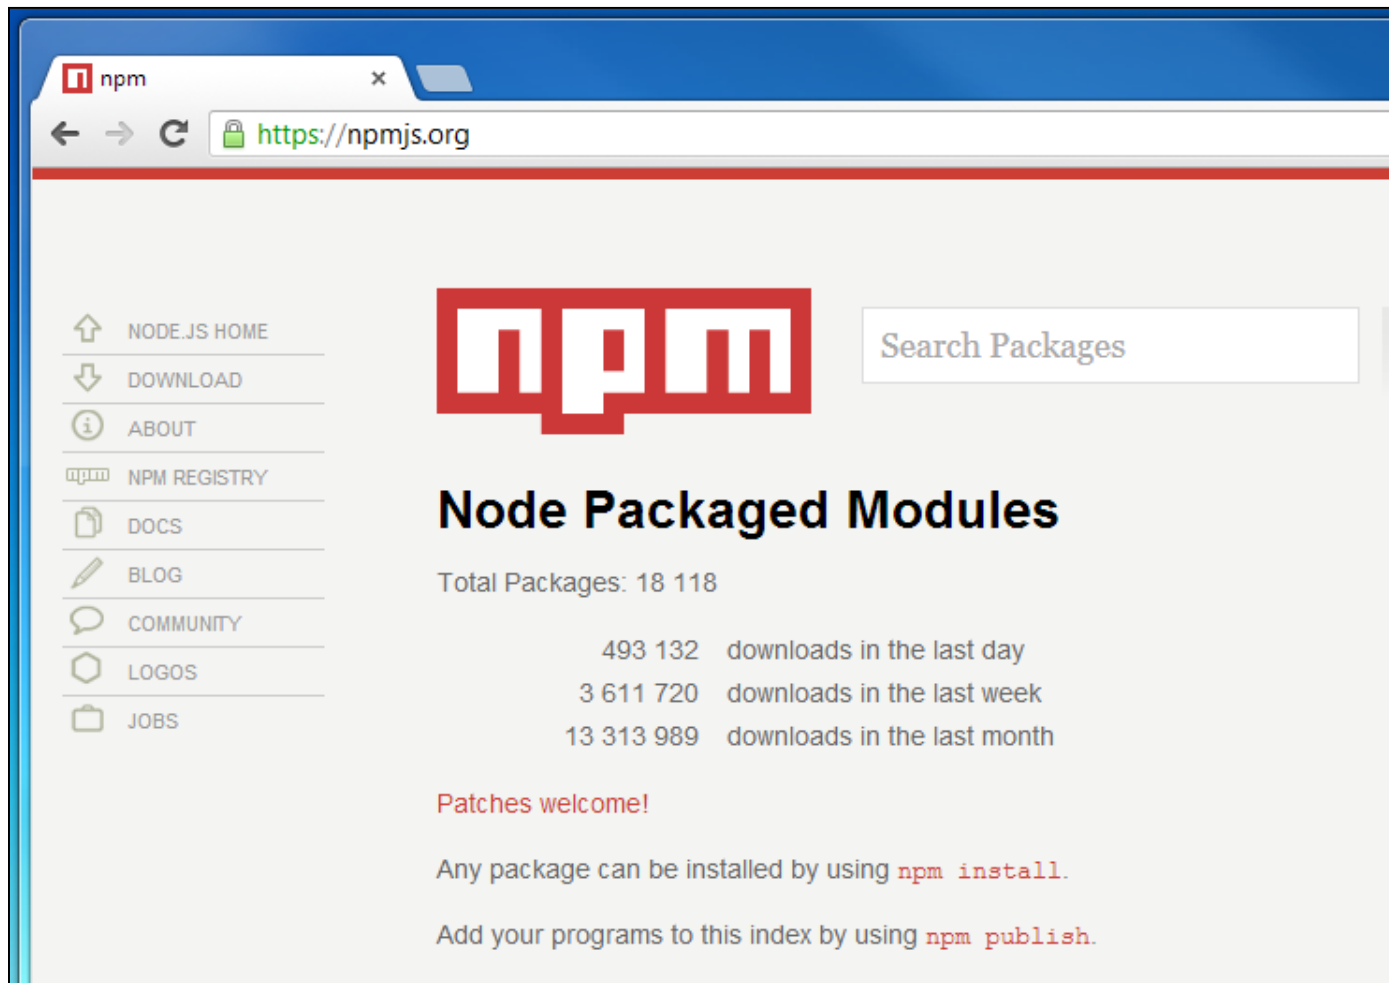 npm
https://npmjs.org
NODE.JS HOME
DOWNLOAD
ABOUT
NPM REGISTRY
DOCS
BLOG
COMMUNITY
LOGOS
JOBS
npm
Search Packages
Node Packaged Modules
Total Packages: 18 118
493 132 downloads in the last day
3 611 720 downloads in the last week
13 313 989 downloads in the last month
Patches welcome!
Any package can be installed by using npm install.
Add your programs to this index by using npm publish.